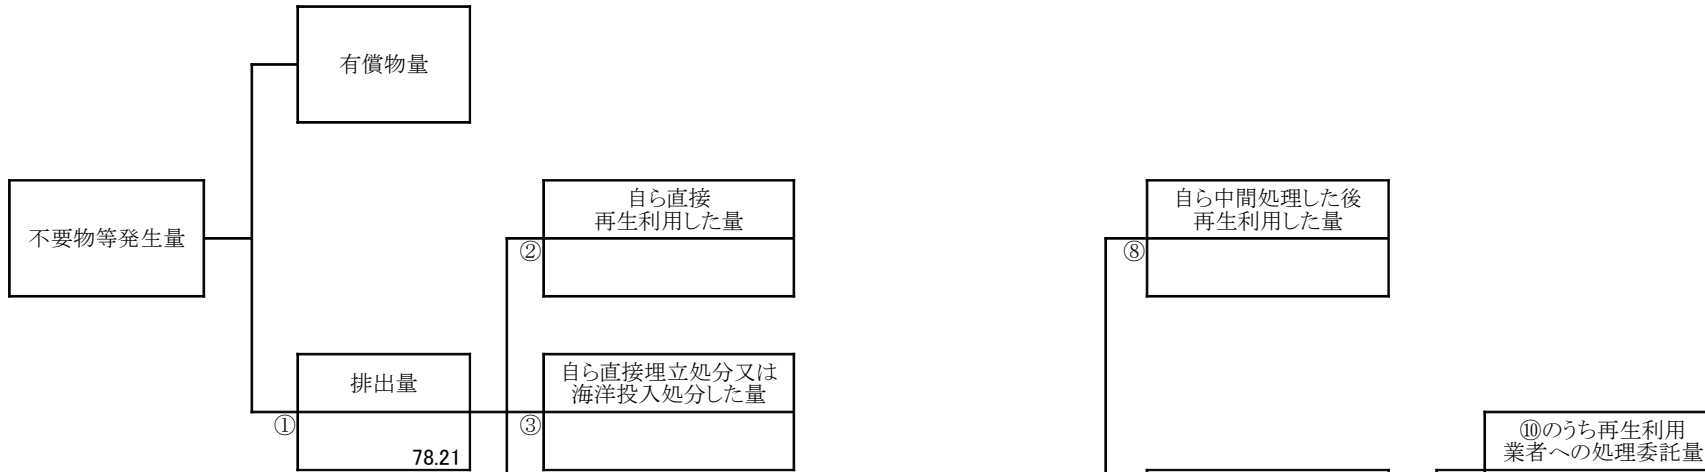 有償物量
不要物等発生量
自ら直接
再生利用した量
②
自ら中間処理した後
再生利用した量
⑧
排出量
①
78.21
自ら直接埋立処分又は
海洋投入処分した量
③
⑩のうち再生利用
業者への処理委託量